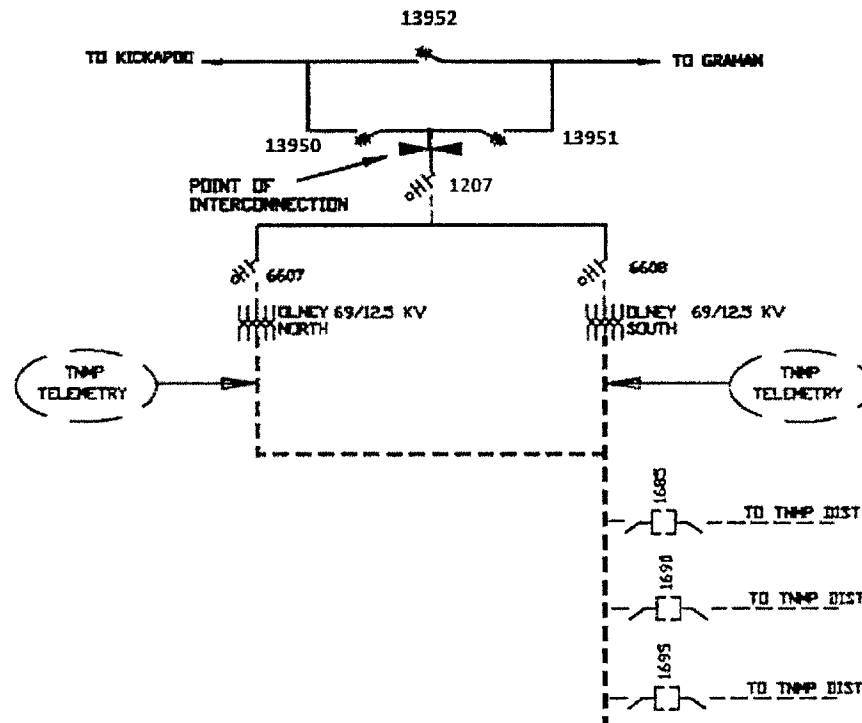 13952
TO KICKAPOO
TO GRAHAN
13950
13951
POINT OF
INTERCONNECTION
1207
6607
6608
OLNEY 69/12.5 KV
NORTH
OLNEY 69/12.5 KV
SOUTH
TNMP
TELEMETRY
TNMP
TELEMETRY
1685
TO TNMP DIST
1690
TO TNMP DIST
1695
TO TNMP DIST